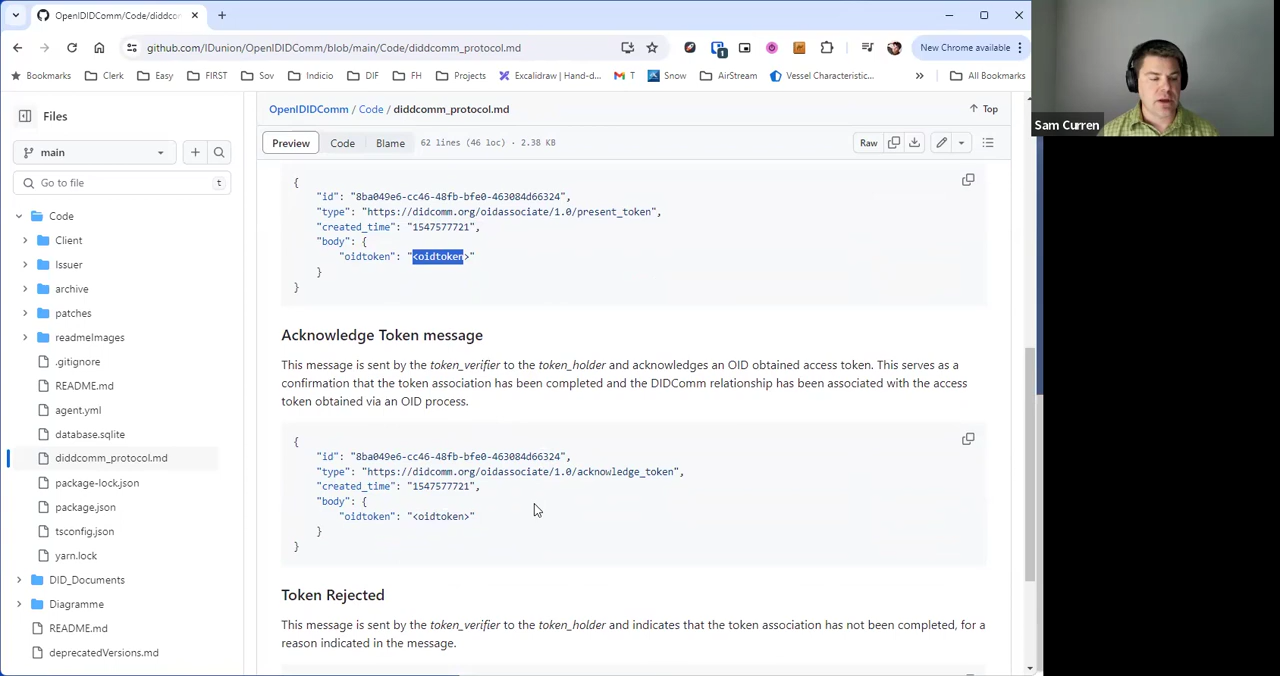 OpenIDIDComm/Code/diddcom
github.com/IDunion/OpenIDIDComm/blob/main/Code/diddcomm_protocol.md
New Chrome available
Bookmarks
Clerk
Easy
FIRST
Sov
Indicio
DIF
FH
Projects
Excalidraw | Hand-d...
T
Snow
AirStream
Vessel Characteristic...
»
All Bookmarks
Sam Curren
Files
main
Go to file
t
Code
Client
Issuer
archive
patches
readmeImages
.gitignore
README.md
agent.yml
database.sqlite
diddcomm_protocol.md
package-lock.json
package.json
tsconfig.json
yarn.lock
DID_Documents
Diagramme
README.md
deprecatedVersions.md
OpenIDIDComm / Code / diddcomm_protocol.md
Top
Preview
Code
Blame
62 lines (46 loc) · 2.38 KB
Raw
{
"id": "8ba049e6-cc46-48fb-bfe0-463084d66324",
"type": "https://didcomm.org/oidassociate/1.0/present_token",
"created_time": "1547577721",
"body": {
"oidtoken": "<oidtoken>"
}
}
Acknowledge Token message
This message is sent by the token_verifier to the token_holder and acknowledges an OID obtained access token. This serves as a
confirmation that the token association has been completed and the DIDComm relationship has been associated with the access
token obtained via an OID process.
{
"id": "8ba049e6-cc46-48fb-bfe0-463084d66324",
"type": "https://didcomm.org/oidassociate/1.0/acknowledge_token",
"created_time": "1547577721",
"body": {
"oidtoken": "<oidtoken>"
}
}
Token Rejected
This message is sent by the token_verifier to the token_holder and indicates that the token association has not been completed, for a
reason indicated in the message.